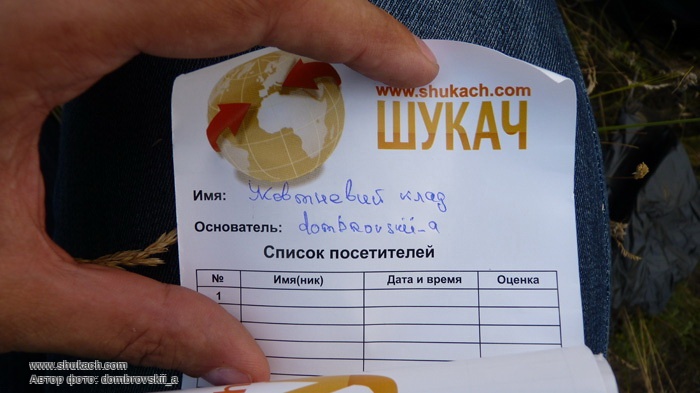 www.shukach.com
ШУКАЧ
Имя: Жовтневий клад
Основатель: dombrovskii_a
Список посетителей
№ Имя(ник) Дата и время Оценка
1
www.shukach.com
Автор фото: dombrovskii_a